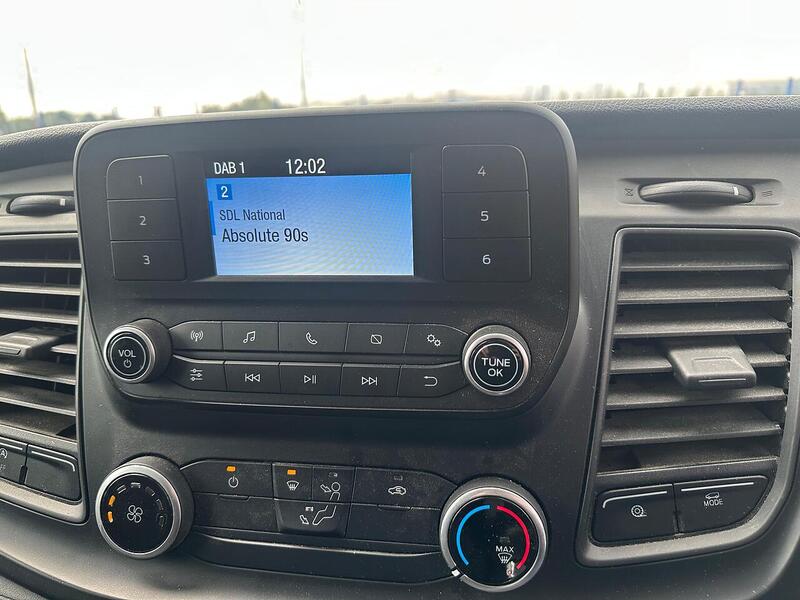 DAB 1 12:02
2
SDL National
Absolute 90s
1
2
3
4
5
6
VOL
TUNE
OK
OFF
MAX
MODE